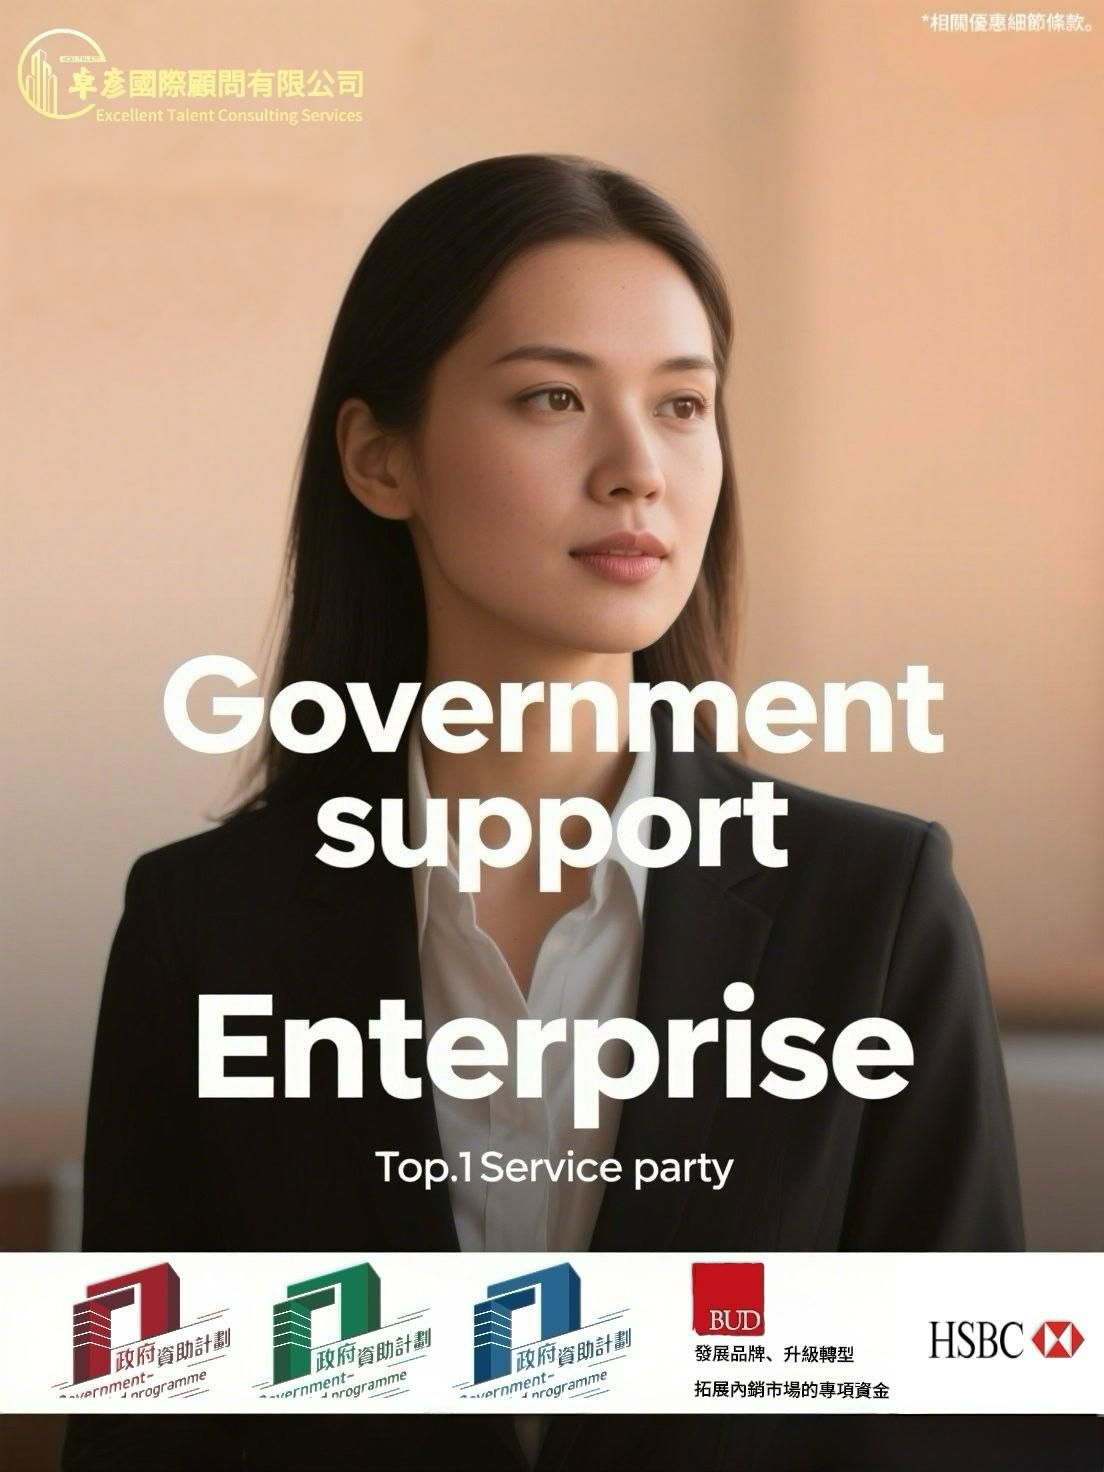 *相關優惠細節條款。
卓彥國際顧問有限公司
Excellent Talent Consulting Services
Government
support
Enterprise
Top.1 Service party
政府資助計劃
Government-
d programme
政府資助計劃
Government-
d programme
政府資助計劃
Government-
d programme
BUD
發展品牌、升級轉型
拓展內銷市場的專項資金
HSBC